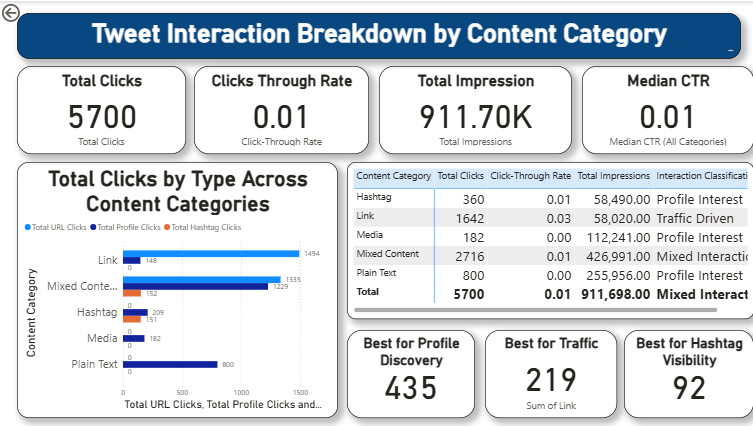 Tweet Interaction Breakdown by Content Category
Total Clicks
5700
Total Clicks
Clicks Through Rate
0.01
Click-Through Rate
Total Impression
911.70K
Total Impressions
Median CTR
0.01
Median CTR (All Categories)
Total Clicks by Type Across
Content Categories
Total URL Clicks Total Profile Clicks Total Hashtag Clicks
Content Category
Link 1494
148
0
Mixed Conte... 1335
1229
152
Hashtag 0
209
151
Media 0
182
0
Plain Text 0
800
0
0 500 1000 1500
Total URL Clicks, Total Profile Clicks and...
Content Category Total Clicks Click-Through Rate Total Impressions Interaction Classificati
Hashtag 360 0.01 58,490.00 Profile Interest
Link 1642 0.03 58,020.00 Traffic Driven
Media 182 0.00 112,241.00 Profile Interest
Mixed Content 2716 0.01 426,991.00 Mixed Interactio
Plain Text 800 0.00 255,956.00 Profile Interest
Total 5700 0.01 911,698.00 Mixed Interact
Best for Profile
Discovery
435
Best for Traffic
219
Sum of Link
Best for Hashtag
Visibility
92